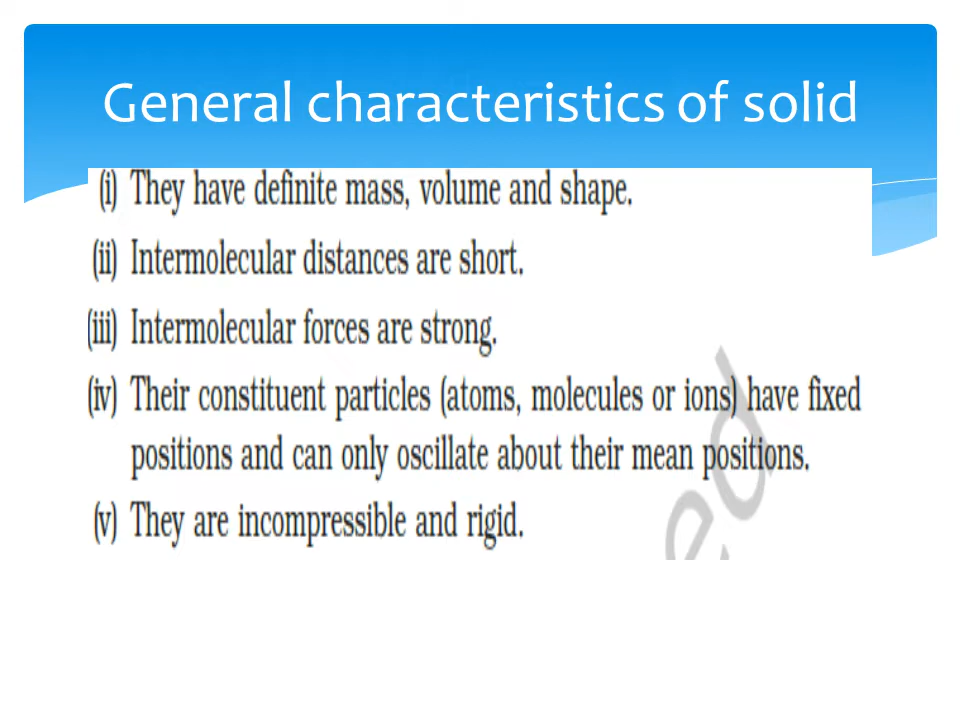 General characteristics of solid
(i) They have definite mass, volume and shape.
(ii) Intermolecular distances are short.
(iii) Intermolecular forces are strong.
(iv) Their constituent particles (atoms, molecules or ions) have fixed
positions and can only oscillate about their mean positions.
(v) They are incompressible and rigid.
ed